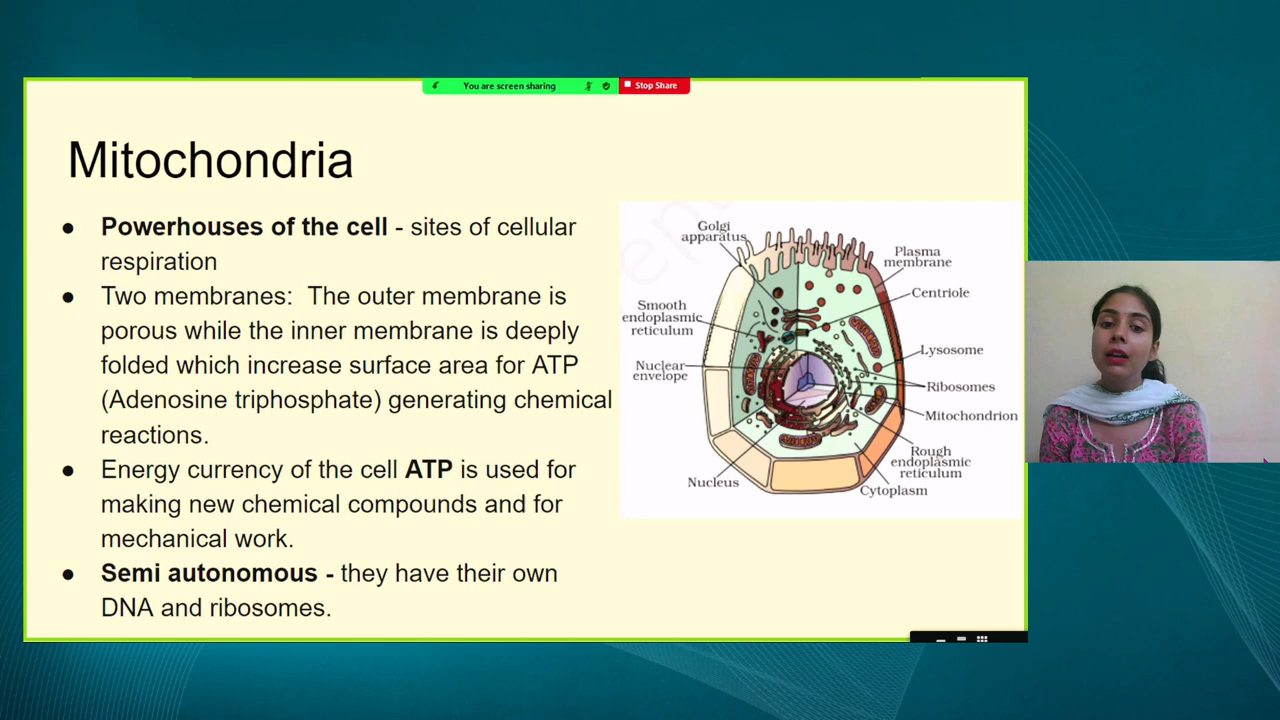 You are screen sharing
Stop Share
Mitochondria
● Powerhouses of the cell - sites of cellular
respiration
● Two membranes: The outer membrane is
porous while the inner membrane is deeply
folded which increase surface area for ATP
(Adenosine triphosphate) generating chemical
reactions.
● Energy currency of the cell ATP is used for
making new chemical compounds and for
mechanical work.
● Semi autonomous - they have their own
DNA and ribosomes.
Golgi
apparatus
Plasma
membrane
Centriole
Smooth
endoplasmic
reticulum
Lysosome
Nuclear
envelope
Ribosomes
Mitochondrion
Rough
endoplasmic
reticulum
Nucleus
Cytoplasm